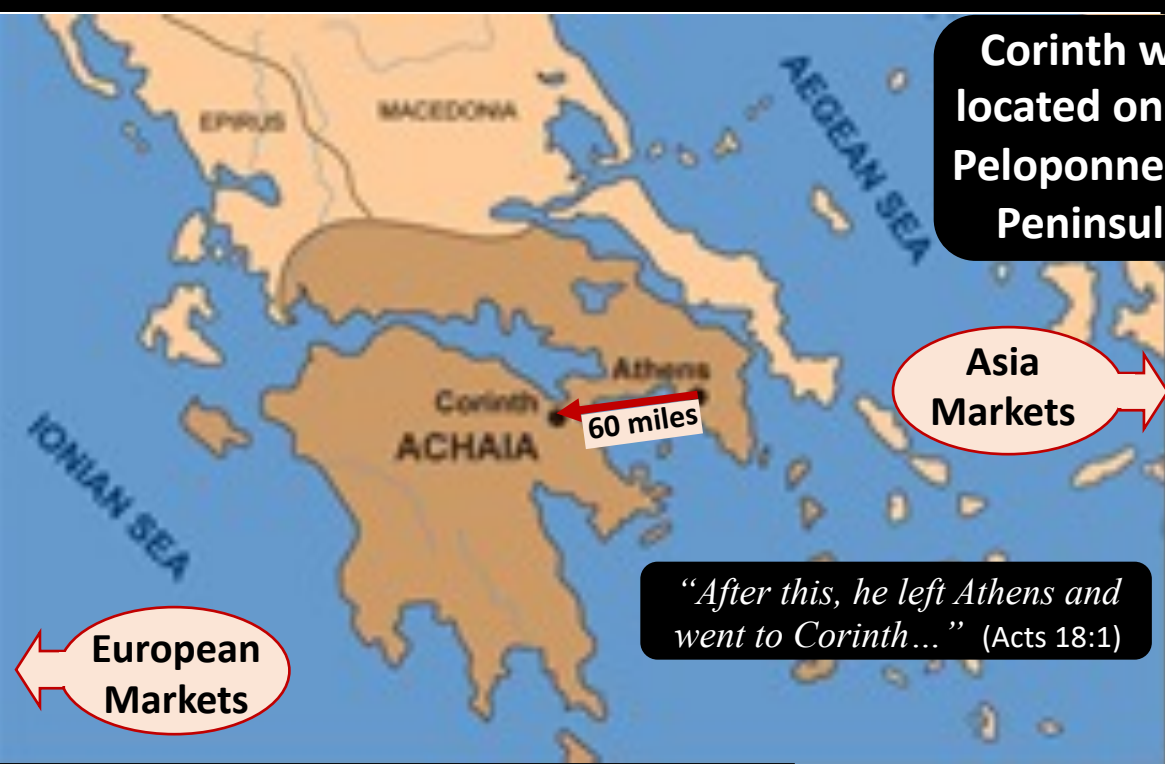 EPIRUS
MACEDONIA
AEGEAN SEA
Corinth w
located on
Peloponne
Peninsul
Athens
Corinth
60 miles
ACHAIA
Asia
Markets
IONIAN SEA
“After this, he left Athens and
went to Corinth…” (Acts 18:1)
European
Markets